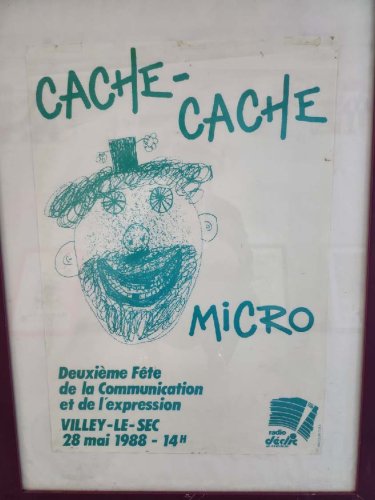 CACHE-
CACHE
MiCRO
Deuxième Fête
de la Communication
et de l'expression
VILLEY-LE-SEC
28 mai 1988 - 14H
radio
déclic